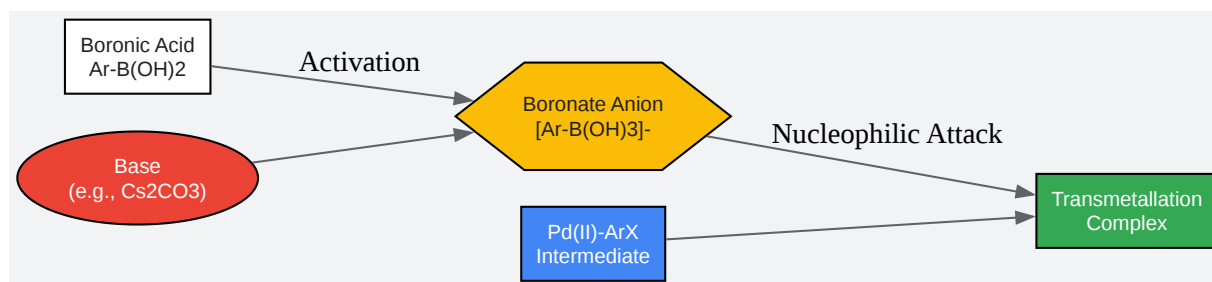 Boronic Acid
Ar-B(OH)2
Activation
Boronate Anion
[Ar-B(OH)3]-
Nucleophilic Attack
Base
(e.g., Cs2CO3)
Transmetallation
Complex
Pd(II)-ArX
Intermediate